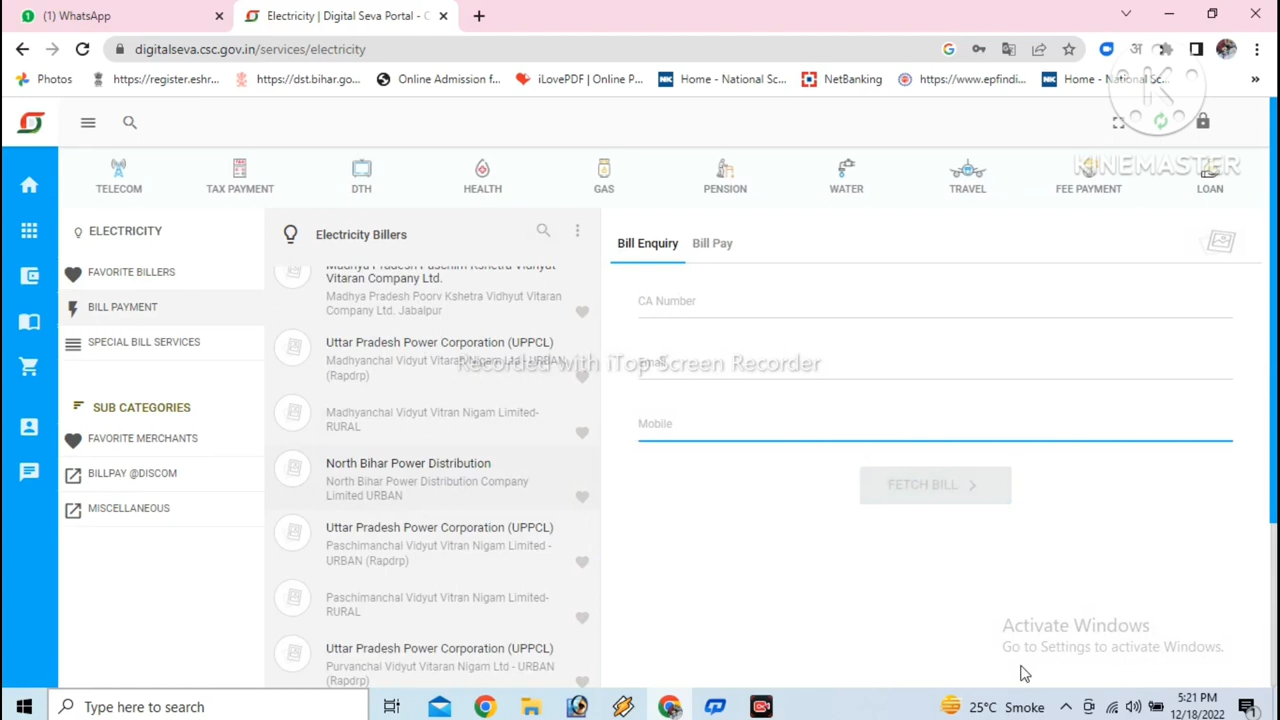 (1) WhatsApp
Electricity | Digital Seva Portal - C
digitalseva.csc.gov.in/services/electricity
Photos
https://register.eshr...
https://dst.bihar.go...
Online Admission f...
iLovePDF | Online P...
Home - National Sc...
NetBanking
https://www.epfindi...
Home - National Sc...
KINEMASTER
TELECOM
TAX PAYMENT
DTH
HEALTH
GAS
PENSION
WATER
TRAVEL
FEE PAYMENT
LOAN
ELECTRICITY
FAVORITE BILLERS
BILL PAYMENT
SPECIAL BILL SERVICES
SUB CATEGORIES
FAVORITE MERCHANTS
BILLPAY @DISCOM
MISCELLANEOUS
Electricity Billers
Madhya Pradesh Paschim Kshetra Vidhyut
Vitaran Company Ltd.
Madhya Pradesh Poorv Kshetra Vidhyut Vitaran
Company Ltd. Jabalpur
Uttar Pradesh Power Corporation (UPPCL)
Madhyanchal Vidyut Vitaran Nigam Ltd - URBAN
(Rapdrp)
Madhyanchal Vidyut Vitran Nigam Limited-
RURAL
North Bihar Power Distribution
North Bihar Power Distribution Company
Limited URBAN
Uttar Pradesh Power Corporation (UPPCL)
Paschimanchal Vidyut Vitran Nigam Limited -
URBAN (Rapdrp)
Paschimanchal Vidyut Vitran Nigam Limited-
RURAL
Uttar Pradesh Power Corporation (UPPCL)
Purvanchal Vidyut Vitaran Nigam Ltd - URBAN
(Rapdrp)
Bill Enquiry
Bill Pay
CA Number
Email
Recorded with iTop Screen Recorder
Mobile
FETCH BILL
Activate Windows
Go to Settings to activate Windows.
Type here to search
25°C Smoke
5:21 PM
12/18/2022